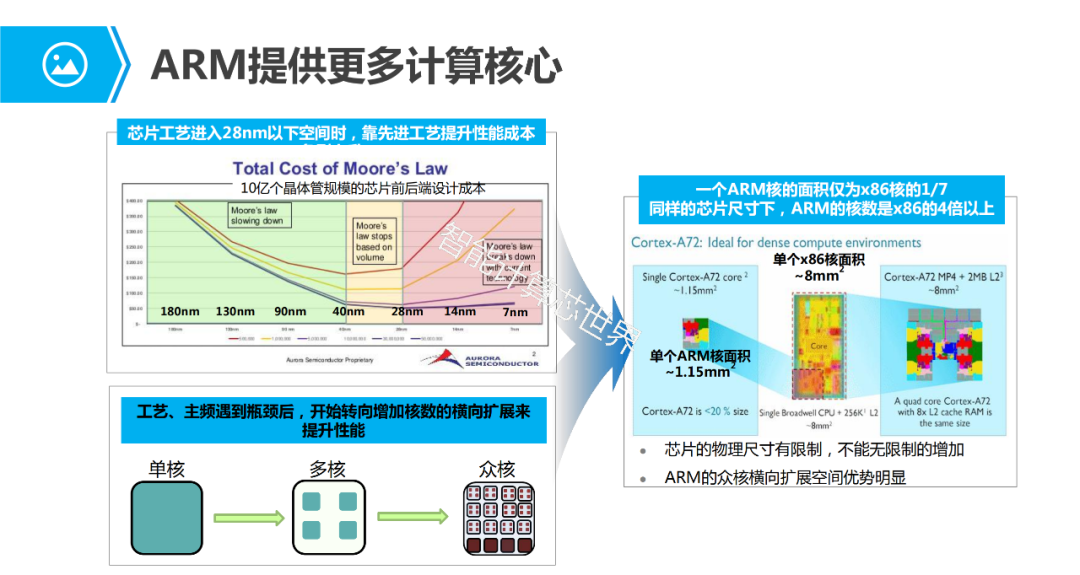 ARM提供更多计算核心
芯片工艺进入28nm以下空间时，靠先进工艺提升性能成本
Total Cost of Moore's Law
10亿个晶体管规模的芯片前后端设计成本
Moore's law
slowing down
Moore's
law stops
based on
volume
Moore's law
breaks down
with current
technology
180nm 130nm 90nm 40nm 28nm 14nm 7nm
Aurora Semiconductor Proprietary
AURORA
SEMICONDUCTOR
2
工艺、主频遇到瓶颈后，开始转向增加核数的横向扩展来
提升性能
单核 多核 众核
智能计算芯世界
一个ARM核的面积仅为x86核的1/7
同样的芯片尺寸下，ARM的核数是x86的4倍以上
Cortex-A72: Ideal for dense compute environments
单个x86核面积
~8mm²
Single Cortex-A72 core ²
~1.15mm²
Cortex-A72 MP4 + 2MB L2³
~8mm²
Core
单个ARM核面积
~1.15mm²
Cortex-A72 is <20 % size
Single Broadwell CPU + 256K¹ L2
~8mm²
A quad core Cortex-A72
with 8x L2 cache RAM is
the same size
• 芯片的物理尺寸有限制，不能无限制的增加
• ARM的众核横向扩展空间优势明显